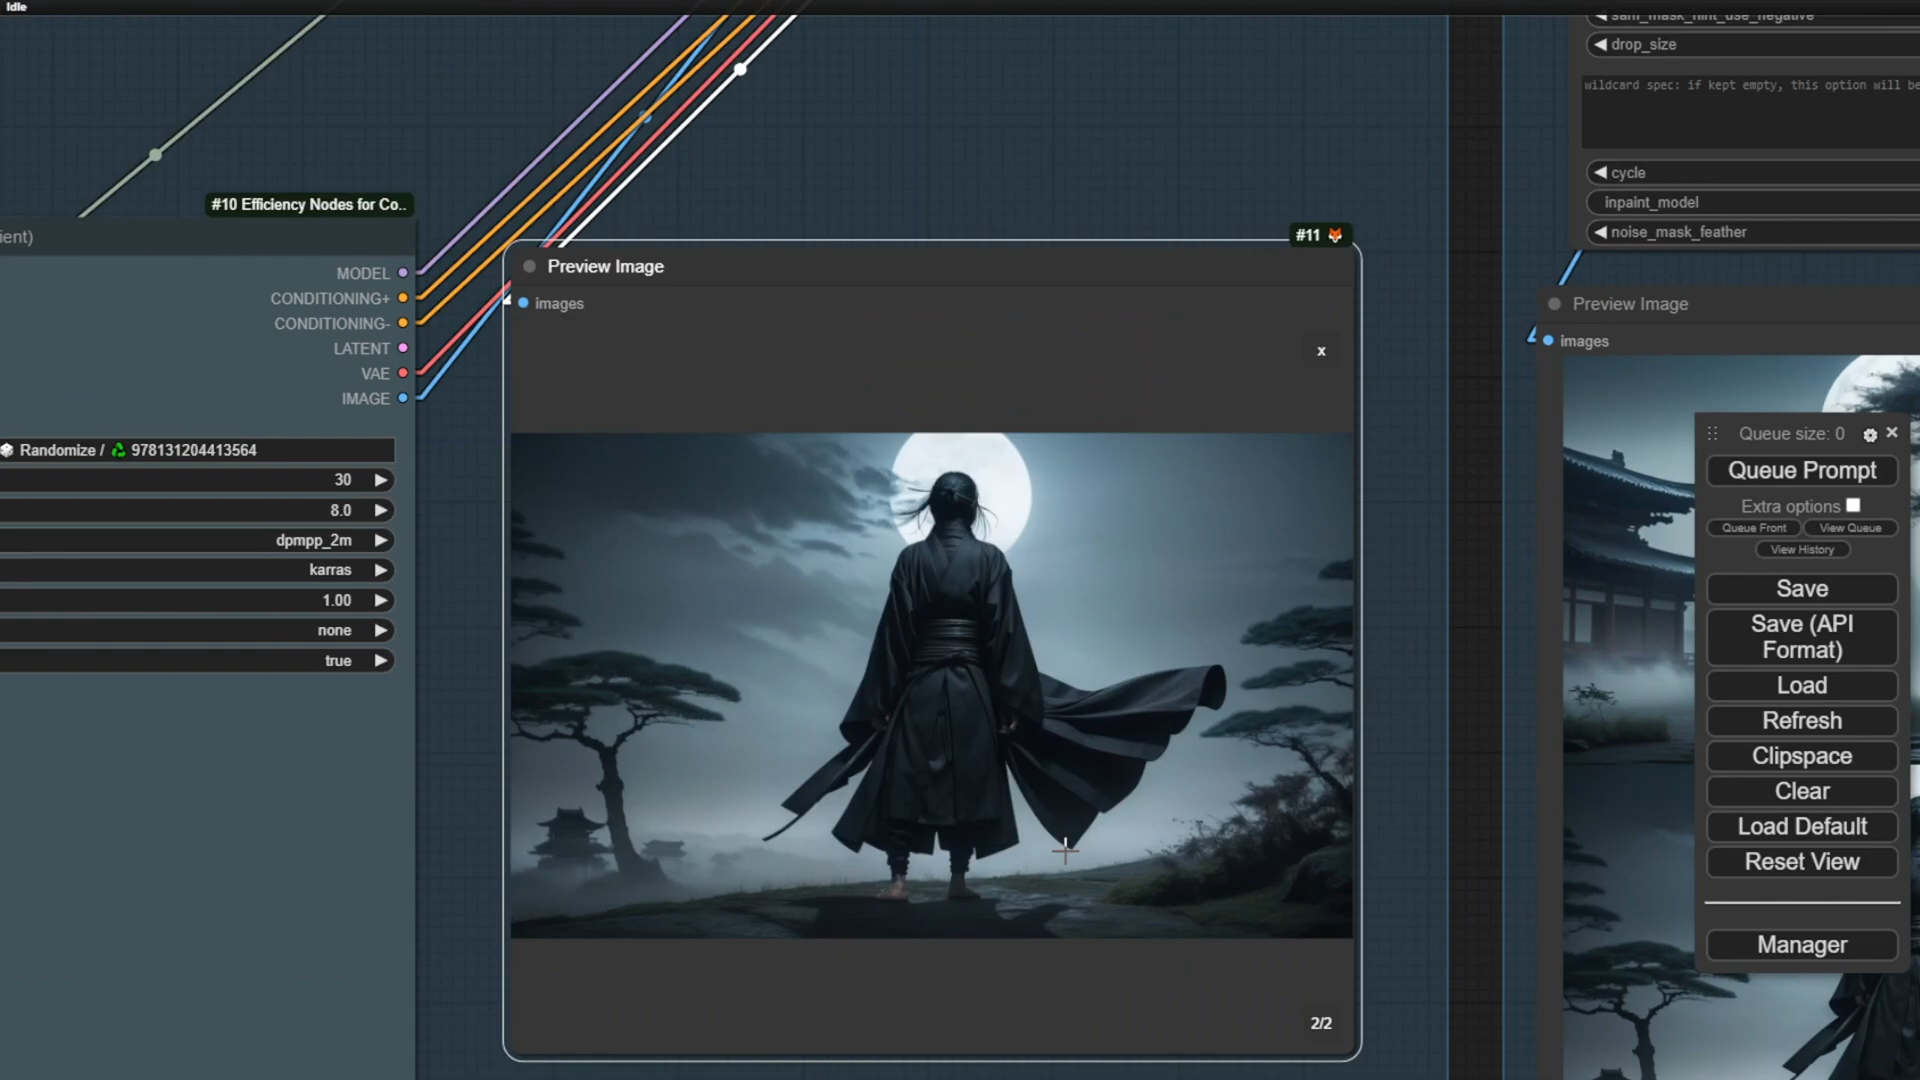 Idle
#10 Efficiency Nodes for Co..
ient)
MODEL
CONDITIONING+
CONDITIONING-
LATENT
VAE
IMAGE
Randomize / 978131204413564
30
8.0
dpmpp_2m
karras
1.00
none
true
#11
Preview Image
images
x
2/2
sam_mask_hint_use_negative
drop_size
wildcard spec: if kept empty, this option will be
cycle
inpaint_model
noise_mask_feather
Preview Image
images
Queue size: 0
Queue Prompt
Extra options
Queue Front
View Queue
View History
Save
Save (API
Format)
Load
Refresh
Clipspace
Clear
Load Default
Reset View
Manager